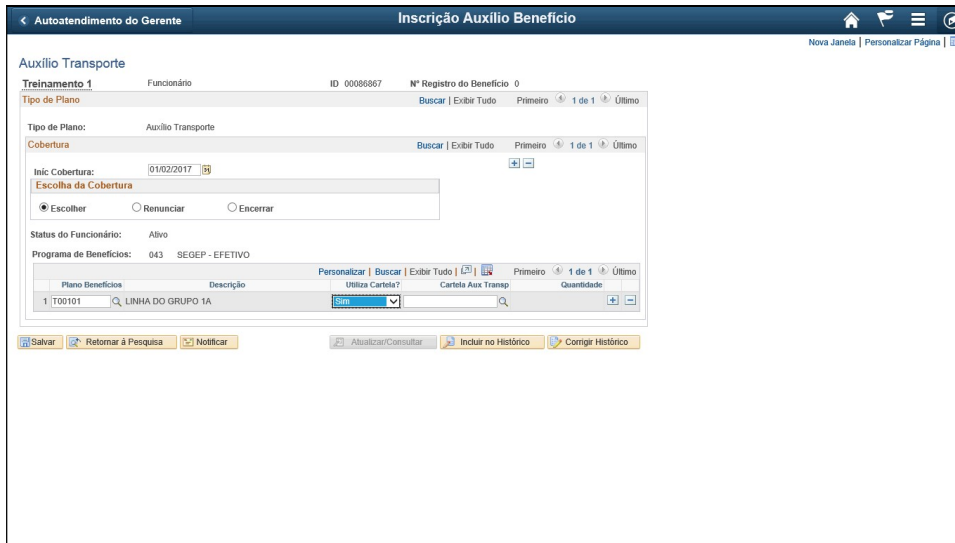 Autoatendimento do Gerente
Inscrição Auxílio Benefício
Nova Janela | Personalizar Página |
Auxílio Transporte
Treinamento 1 Funcionário ID 00086867 Nº Registro do Benefício 0
Tipo de Plano Buscar | Exibir Tudo Primeiro 1 de 1 Último
Tipo de Plano: Auxílio Transporte
Cobertura Buscar | Exibir Tudo Primeiro 1 de 1 Último
Iníc Cobertura: 01/02/2017
Escolha da Cobertura
Escolher Renunciar Encerrar
Status do Funcionário: Ativo
Programa de Benefícios: 043 SEGEP - EFETIVO
Personalizar | Buscar | Exibir Tudo | | Primeiro 1 de 1 Último
Plano Benefícios Descrição Utiliza Cartela? Cartela Aux Transp Quantidade
1 T00101 LINHA DO GRUPO 1A Sim
Salvar Retornar à Pesquisa Notificar Atualizar/Consultar Incluir no Histórico Corrigir Histórico